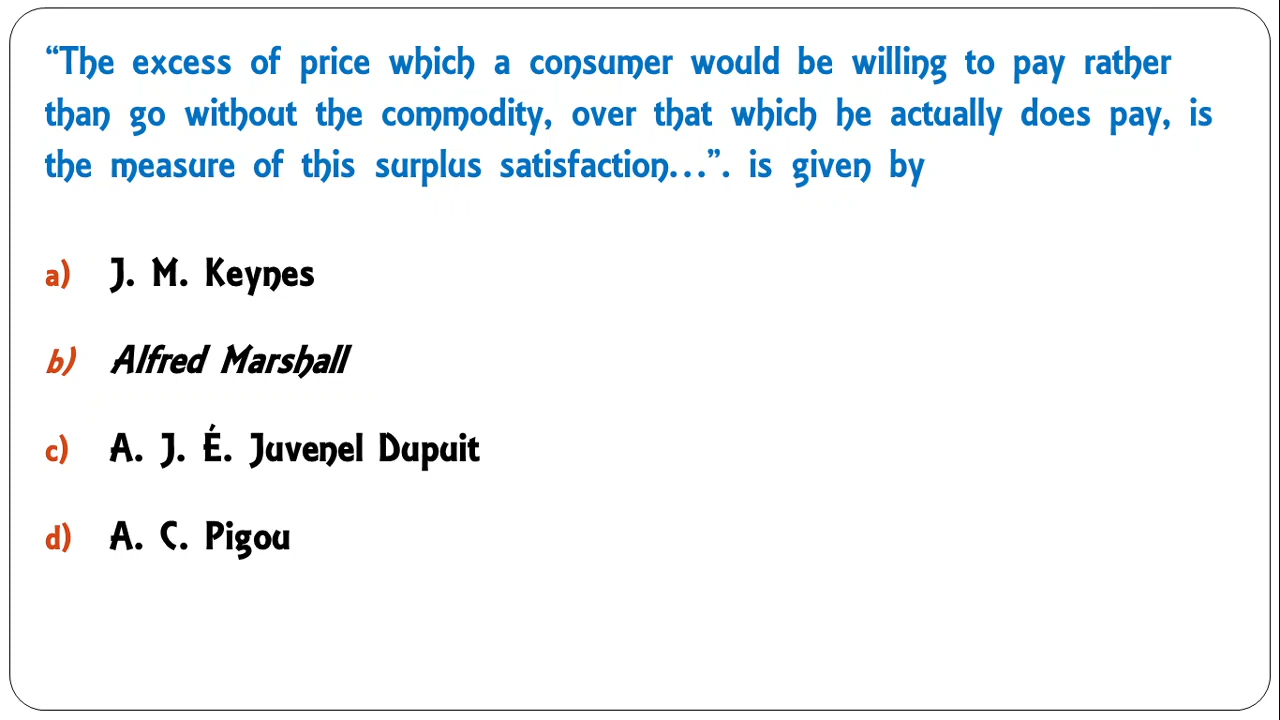 “The excess of price which a consumer would be willing to pay rather
than go without the commodity, over that which he actually does pay, is
the measure of this surplus satisfaction…”. is given by
a) J. M. Keynes
b) Alfred Marshall
c) A. J. É. Juvenel Dupuit
d) A. C. Pigou